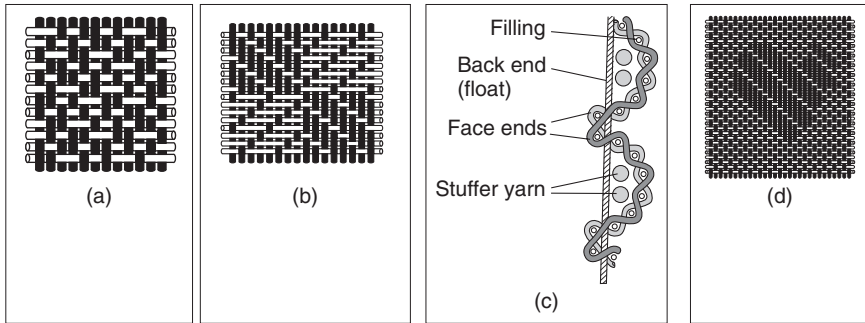 (a)
(b)
Filling
Back end
(float)
Face ends
Stuffer yarn
(c)
(d)